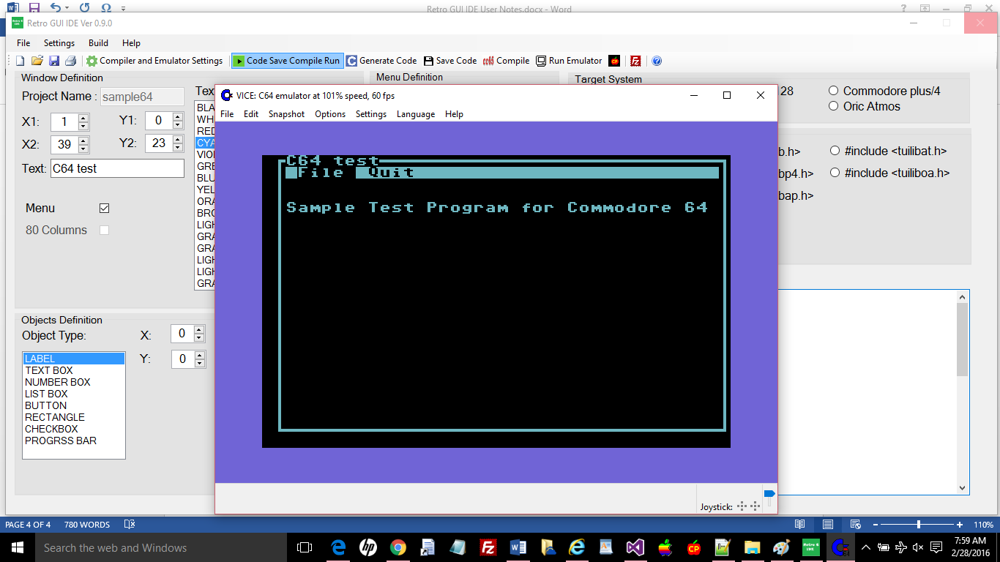 Retro GUI IDE User Notes.docx - Word
Retro GUI IDE Ver 0.9.0
File Settings Build Help
Compiler and Emulator Settings Code Save Compile Run Generate Code Save Code Compile Run Emulator
Window Definition
Project Name : sample64
X1: 1 Y1: 0
X2: 39 Y2: 23
Text: C64 test
Menu
80 Columns
Menu Definition
Target System
28 Commodore plus/4
Oric Atmos
b.h> #include <tuilibat.h>
bp4.h> #include <tuiliboa.h>
bap.h>
Tex
BLA
WH
RED
CYA
VIO
GRE
BLU
YEL
ORA
BRO
LIGH
GRA
GRA
LIGH
LIGH
GRA
VICE: C64 emulator at 101% speed, 60 fps
File Edit Snapshot Options Settings Language Help
C64 test
File Quit
Sample Test Program for Commodore 64
Joystick:
Objects Definition
Object Type: X: 0
Y: 0
LABEL
TEXT BOX
NUMBER BOX
LIST BOX
BUTTON
RECTANGLE
CHECKBOX
PROGRSS BAR
PAGE 4 OF 4 780 WORDS 110%
Search the web and Windows
7:59 AM
2/28/2016